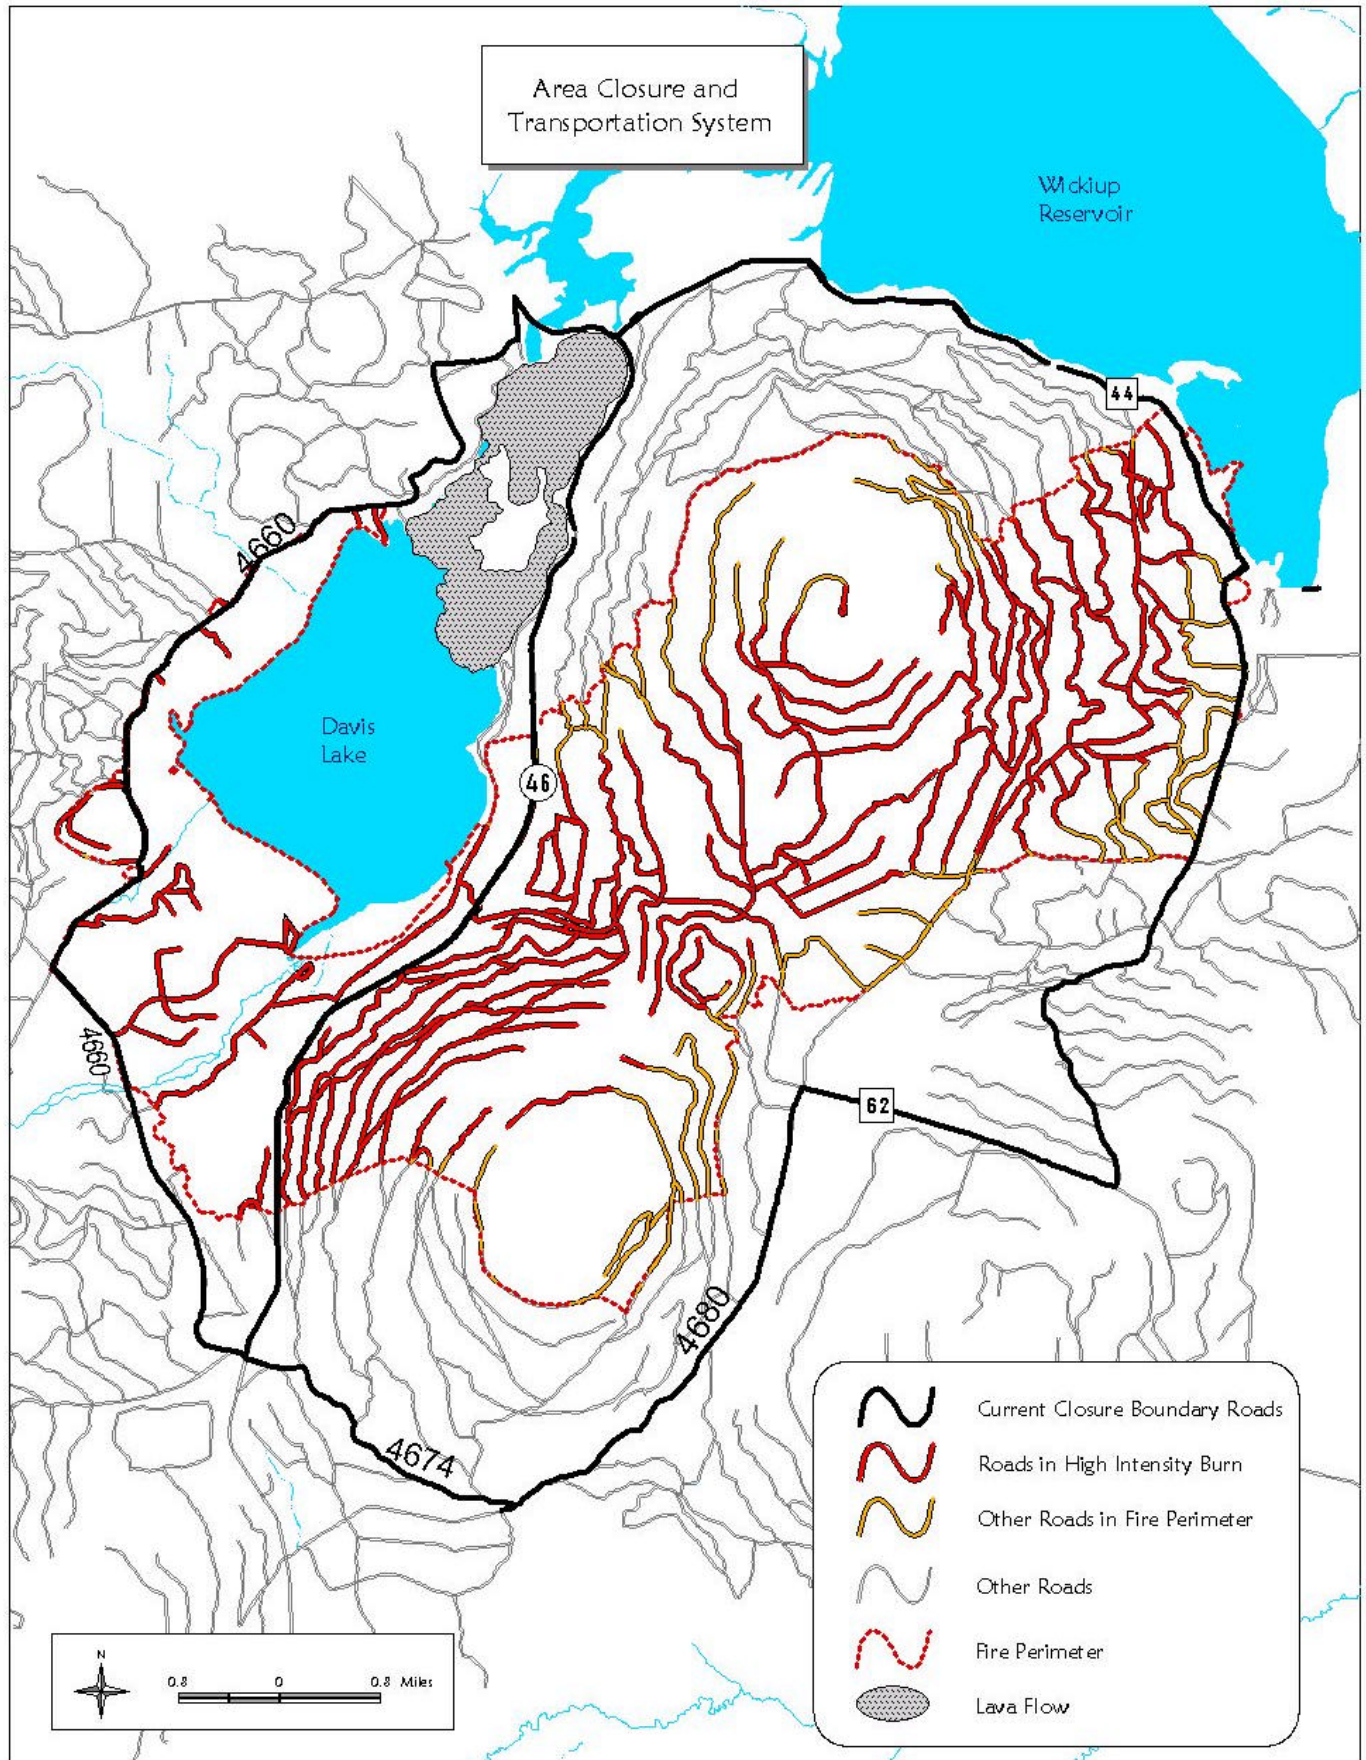 Area Closure and
Transportation System
Wickiup
Reservoir
44
4660
Davis
Lake
46
4660
62
4680
4674
Current Closure Boundary Roads
Roads in High Intensity Burn
Other Roads in Fire Perimeter
Other Roads
Fire Perimeter
Lava Flow
N
0.8 0 0.8 Miles